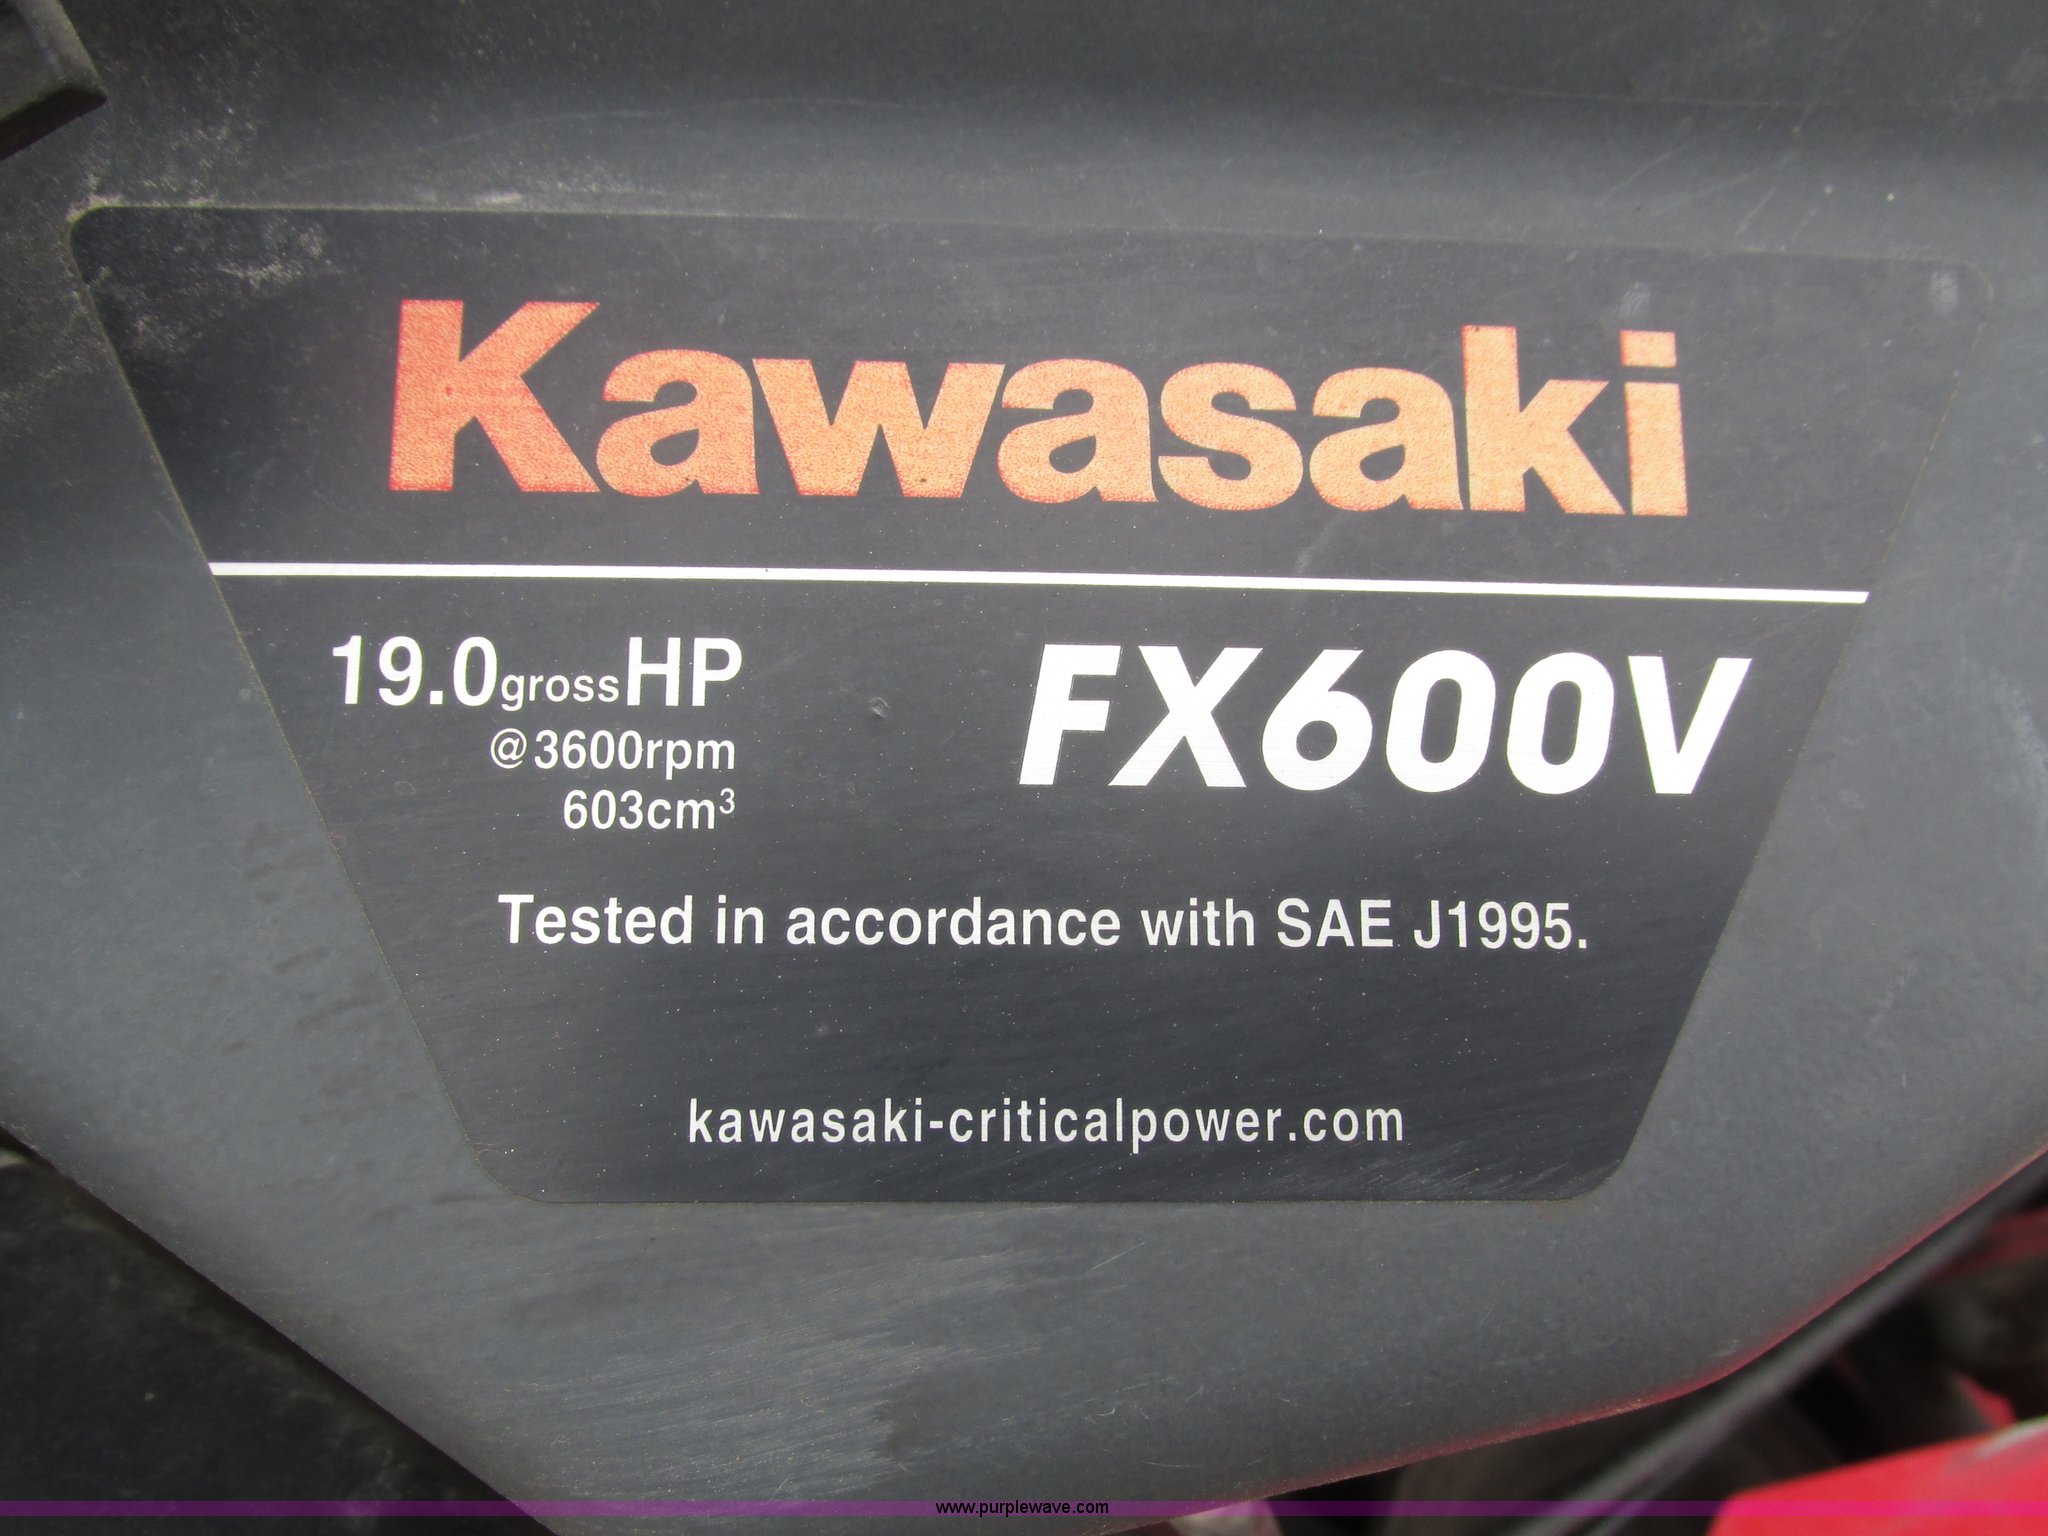 Kawasaki
19.0grossHP FX600V
@3600rpm
603cm³
Tested in accordance with SAE J1995.
kawasaki-criticalpower.com
www.purplewave.com